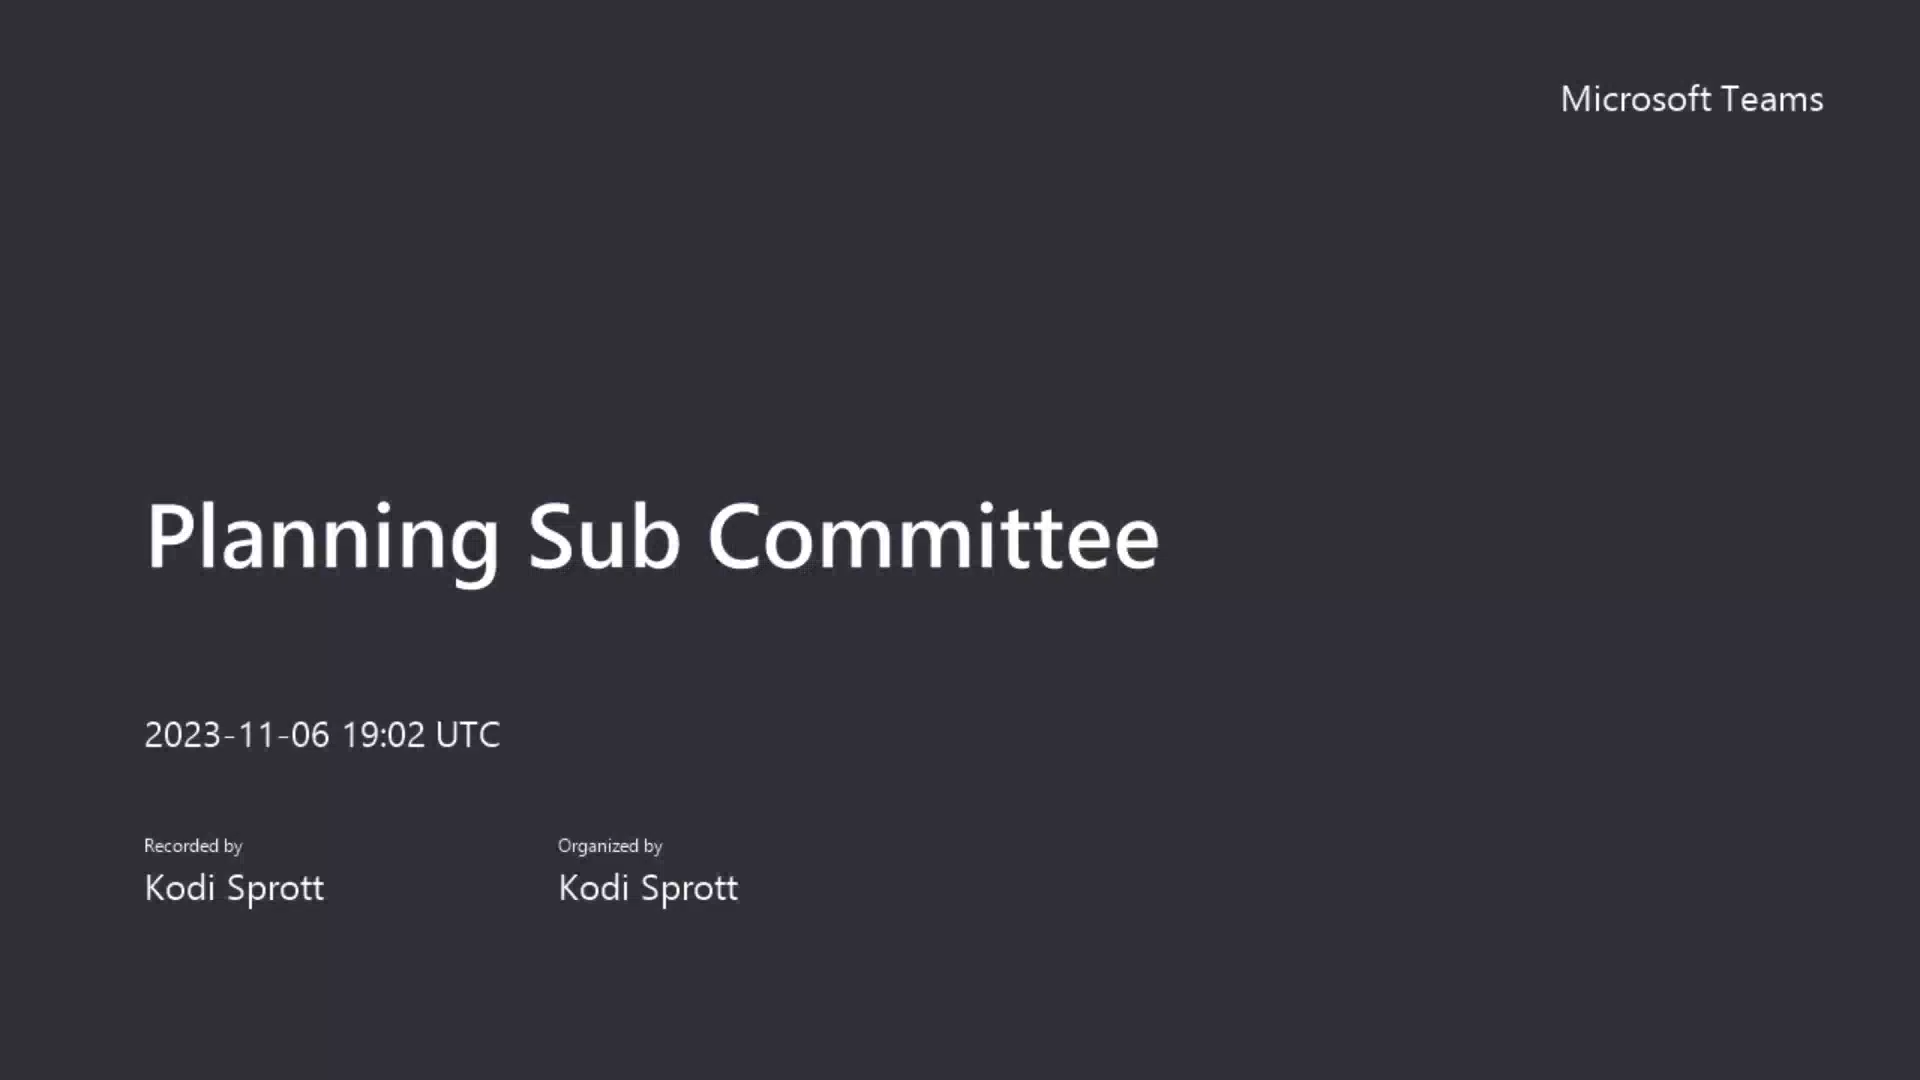 Microsoft Teams
Planning Sub Committee
2023-11-06 19:02 UTC
Recorded by
Kodi Sprott
Organized by
Kodi Sprott